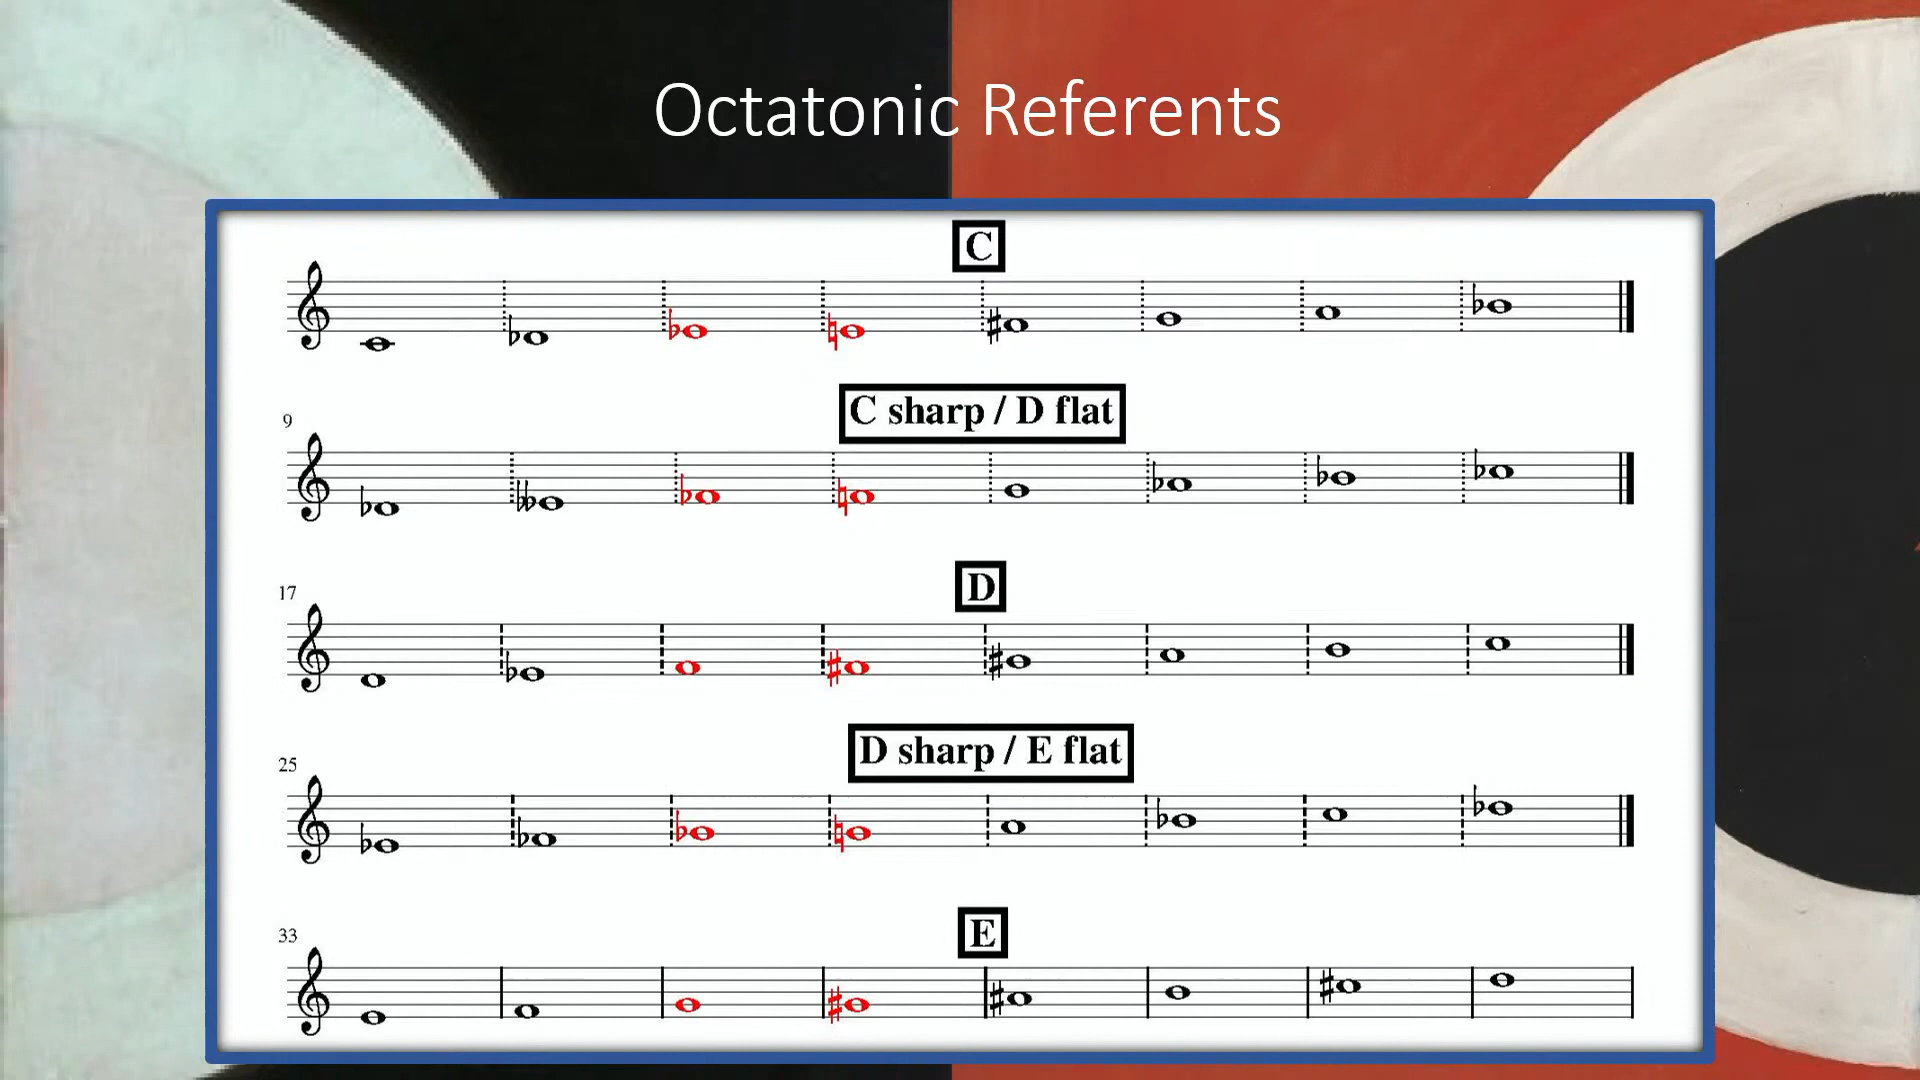 Octatonic Referents
C
9
C sharp / D flat
17
D
25
D sharp / E flat
33
E